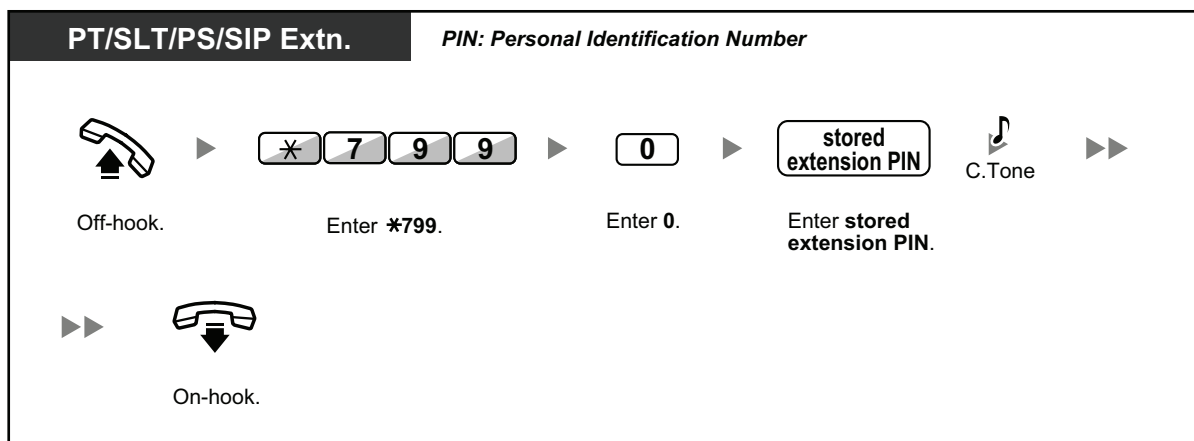 PT/SLT/PS/SIP Extn.
PIN: Personal Identification Number
* 7 9 9
0
stored
extension PIN
C.Tone
Off-hook.
Enter *799.
Enter 0.
Enter stored
extension PIN.
On-hook.